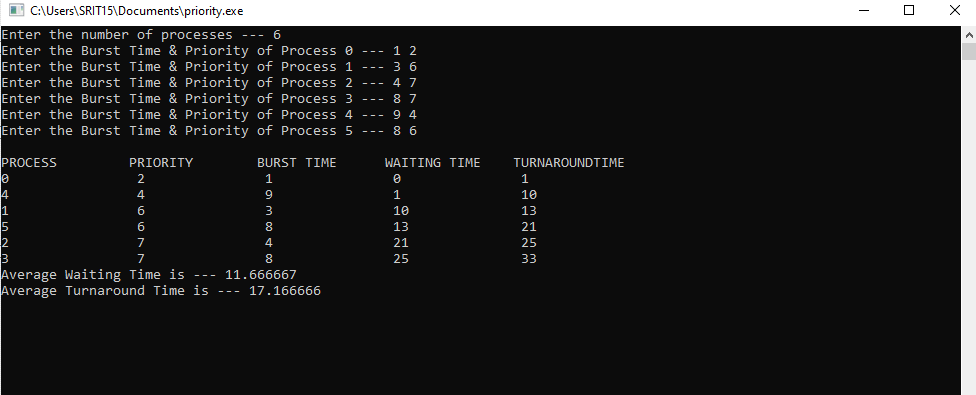 C:\Users\SRIT15\Documents\priority.exe
Enter the number of processes --- 6
Enter the Burst Time & Priority of Process 0 --- 1 2
Enter the Burst Time & Priority of Process 1 --- 3 6
Enter the Burst Time & Priority of Process 2 --- 4 7
Enter the Burst Time & Priority of Process 3 --- 8 7
Enter the Burst Time & Priority of Process 4 --- 9 4
Enter the Burst Time & Priority of Process 5 --- 8 6
PROCESS PRIORITY BURST TIME WAITING TIME TURNAROUNDTIME
0 2 1 0 1
4 4 9 1 10
1 6 3 10 13
5 6 8 13 21
2 7 4 21 25
3 7 8 25 33
Average Waiting Time is --- 11.666667
Average Turnaround Time is --- 17.166666